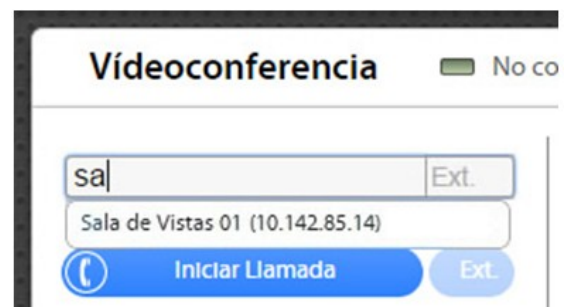 Vídeoconferencia No co
sa Ext.
Sala de Vistas 01 (10.142.85.14)
Iniciar Llamada Ext.